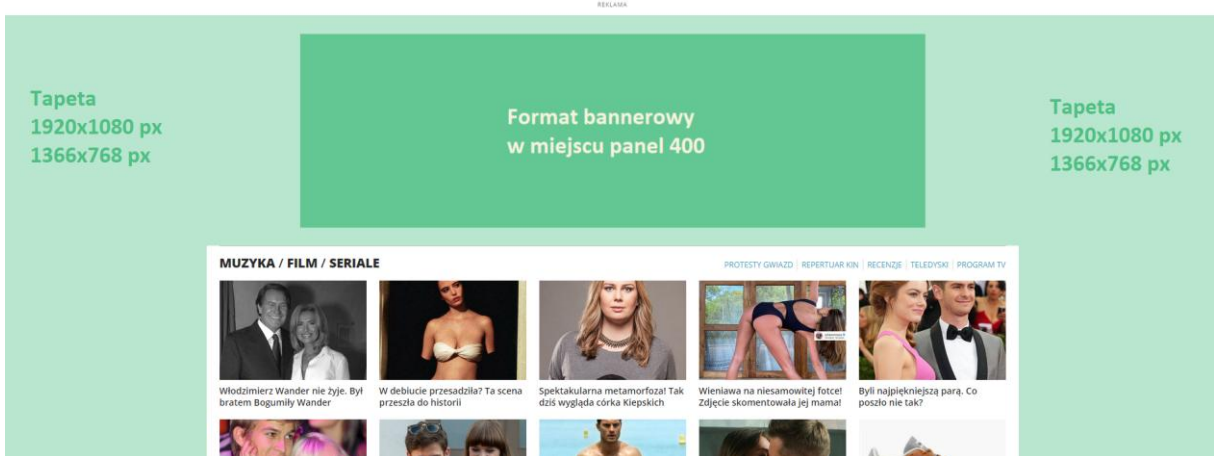 REKLAMA
Tapeta
1920x1080 px
1366x768 px
Format bannerowy
w miejscu panel 400
Tapeta
1920x1080 px
1366x768 px
MUZYKA / FILM / SERIALE
PROTESTY GWIAZD | REPERTUAR KIN | RECENZJE | TELEDYSKI | PROGRAM TV
Włodzimierz Wander nie żyje. Był
bratem Bogumiły Wander
W debiucie przesadziła? Ta scena
przeszła do historii
Spektakularna metamorfoza! Tak
dziś wygląda córka Kiepskich
Wieniawa na niesamowitej fotce!
Zdjęcie skomentowała jej mama!
Byli najpiękniejszą parą. Co
poszło nie tak?